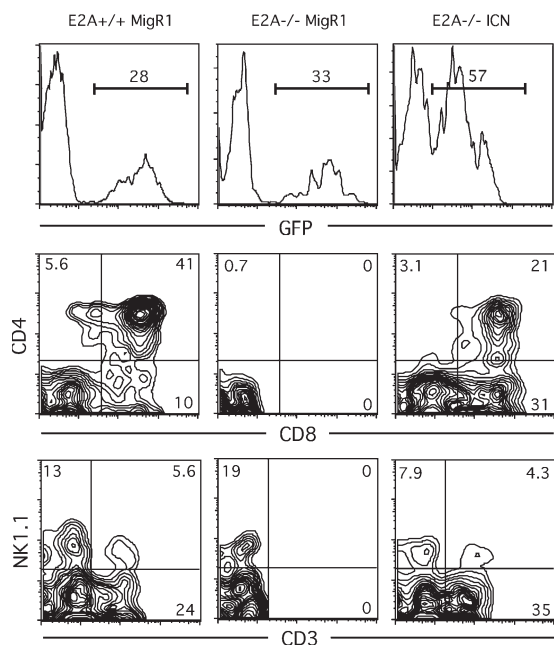 E2A+/+ MigR1 E2A-/- MigR1 E2A-/- ICN
28 33 57
GFP
5.6 41 0.7 0 3.1 21
CD4
10 0 31
CD8
13 5.6 19 0 7.9 4.3
NK1.1
24 0 35
CD3